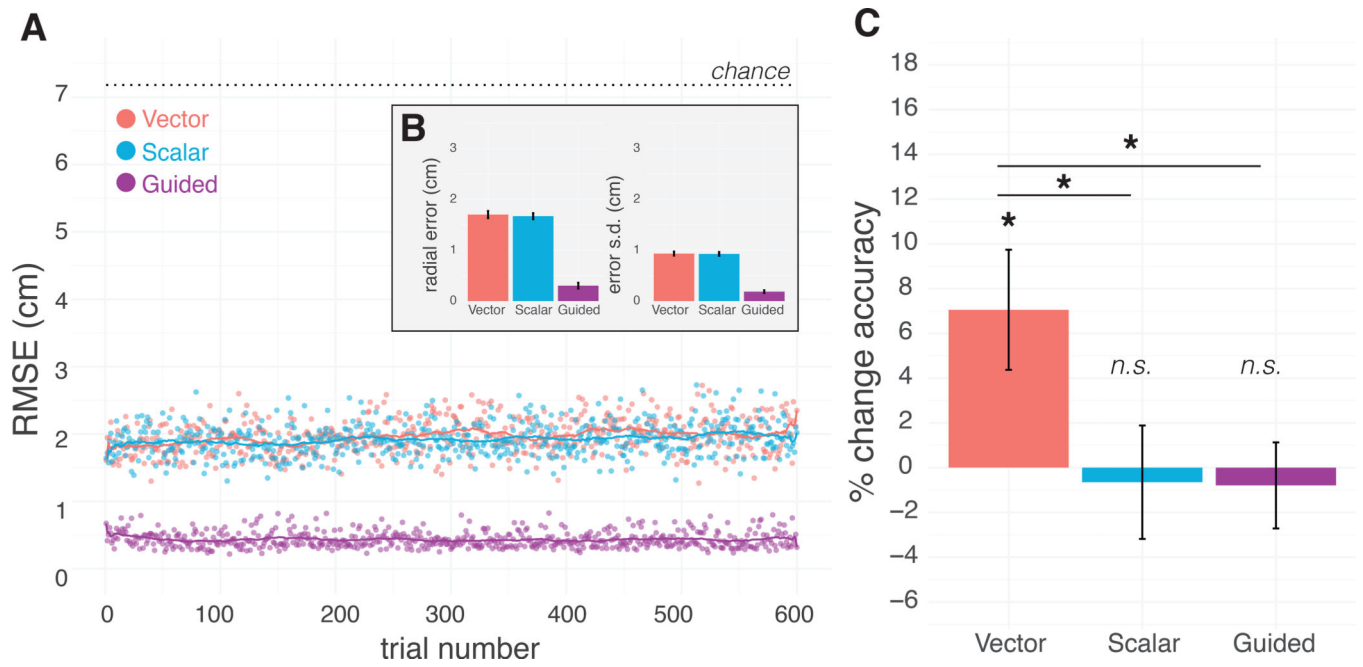 A
chance
Vector
Scalar
Guided
RMSE (cm)
7
6
5
4
3
2
1
0
0 100 200 300 400 500 600
trial number
B
radial error (cm)
3
2
1
0
Vector Scalar Guided
error s.d. (cm)
3
2
1
0
Vector Scalar Guided
C
% change accuracy
18
16
14
12
10
8
6
4
2
0
−2
−4
−6
*
*
*
n.s. n.s.
Vector Scalar Guided